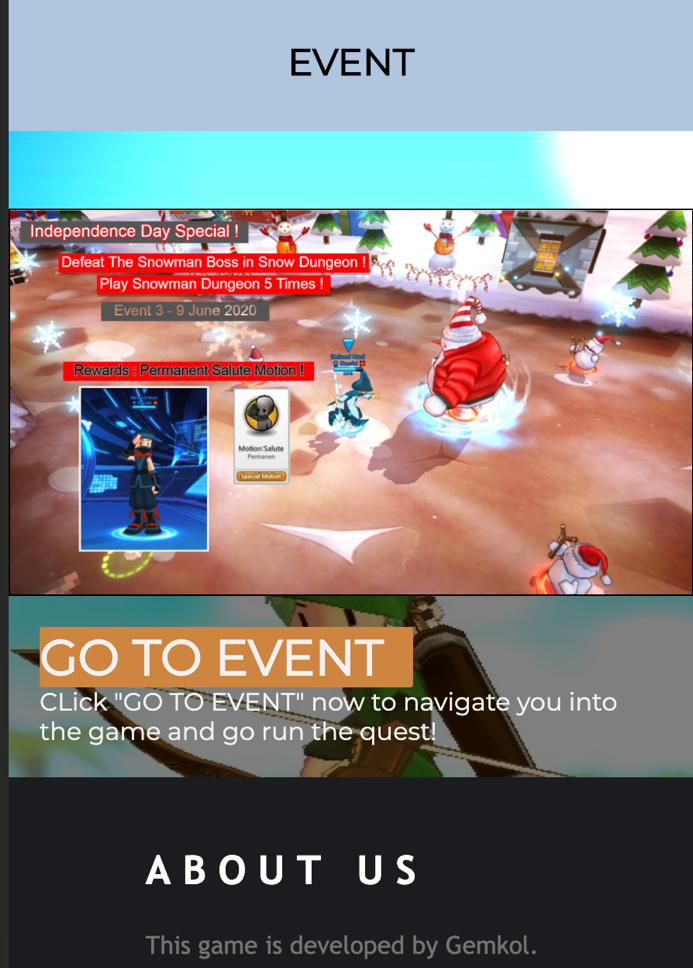 EVENT
Independence Day Special !
Defeat The Snowman Boss in Snow Dungeon !
Play Snowman Dungeon 5 Times !
Event 3 - 9 June 2020
Rewards : Permanent Salute Motion !
Motion:Salute
Permanen
Special Motion
GO TO EVENT
CLick "GO TO EVENT" now to navigate you into
the game and go run the quest!
ABOUT US
This game is developed by Gemkol.